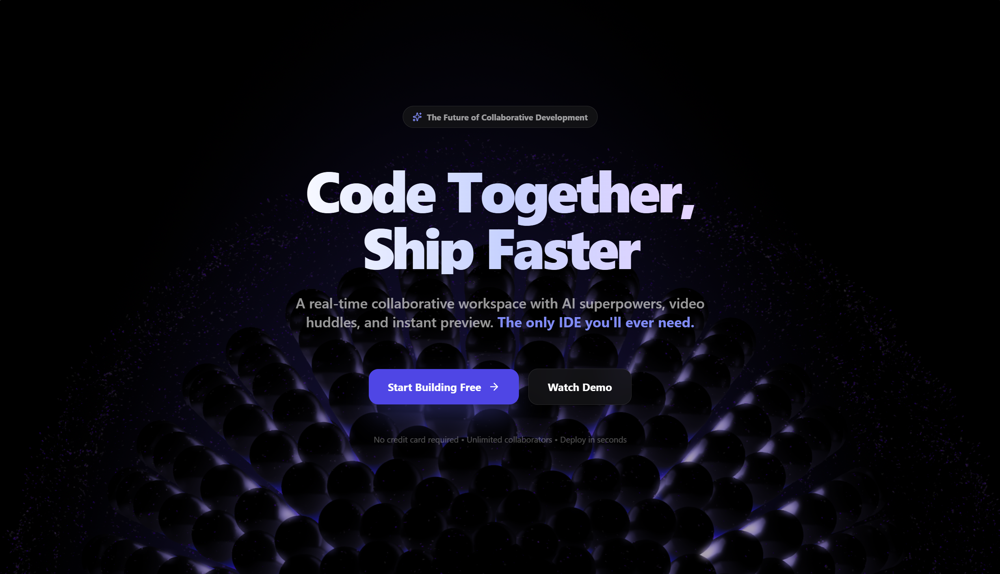 The Future of Collaborative Development
Code Together,
Ship Faster
A real-time collaborative workspace with AI superpowers, video
huddles, and instant preview. The only IDE you'll ever need.
Start Building Free
Watch Demo
No credit card required • Unlimited collaborators • Deploy in seconds